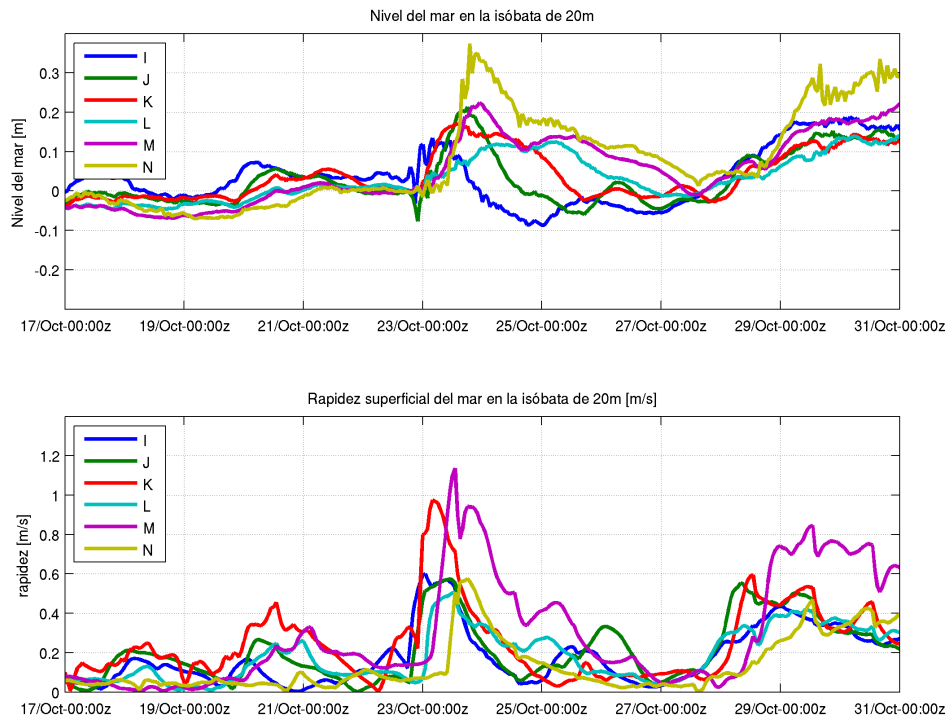 Nivel del mar en la isóbata de 20m
I
J
K
L
M
N
Nivel del mar [m]
0.3
0.2
0.1
0
-0.1
-0.2
17/Oct-00:00z 19/Oct-00:00z 21/Oct-00:00z 23/Oct-00:00z 25/Oct-00:00z 27/Oct-00:00z 29/Oct-00:00z 31/Oct-00:00z
Rapidez superficial del mar en la isóbata de 20m [m/s]
I
J
K
L
M
N
rapidez [m/s]
1.2
1
0.8
0.6
0.4
0.2
0
17/Oct-00:00z 19/Oct-00:00z 21/Oct-00:00z 23/Oct-00:00z 25/Oct-00:00z 27/Oct-00:00z 29/Oct-00:00z 31/Oct-00:00z